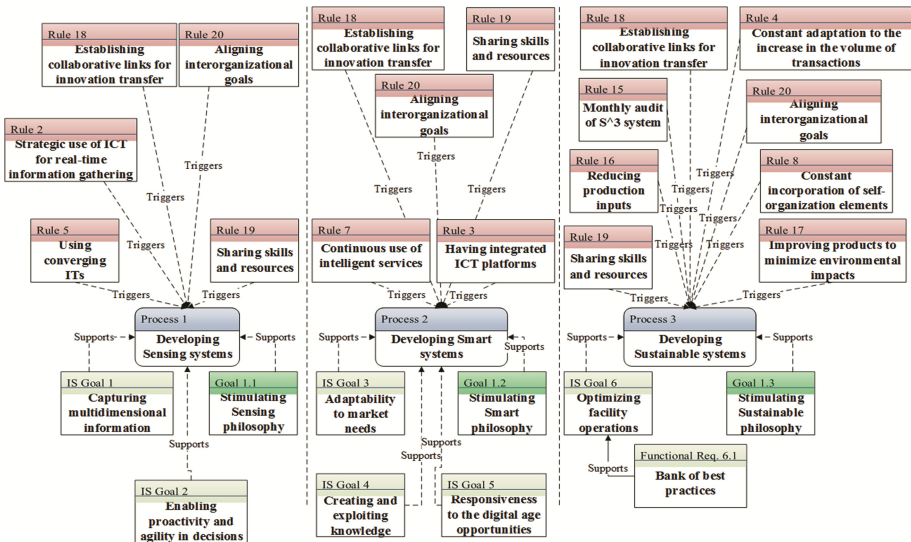 Rule 18
Establishing
collaborative links for
innovation transfer
Rule 20
Aligning
interorganizational
goals
Rule 2
Strategic use of ICT
for real-time
information gathering
Triggers
Triggers
Rule 5
Using
converging ITs
Triggers
Rule 19
Sharing skills
and resources
Triggers
Triggers
Process 1
Developing
Sensing systems
Supports
Supports
IS Goal 1
Capturing
multidimensional
information
Goal 1.1
Stimulating
Sensing
philosophy
Supports
IS Goal 2
Enabling
proactivity and
agility in decisions
Rule 18
Establishing
collaborative links for
innovation transfer
Rule 19
Sharing skills
and resources
Rule 20
Aligning
interorganizational
goals
Triggers
Triggers
Triggers
Rule 7
Continuous use of
intelligent services
Rule 3
Having integrated
ICT platforms
Triggers
Triggers
Process 2
Developing Smart
systems
Supports
Supports
IS Goal 3
Adaptability
to market
needs
Goal 1.2
Stimulating
Smart
philosophy
Supports
Supports
IS Goal 4
Creating and
exploiting
knowledge
IS Goal 5
Responsiveness
to the digital age
opportunities
Rule 18
Establishing
collaborative links for
innovation transfer
Rule 4
Constant adaptation to the
increase in the volume of
transactions
Rule 15
Monthly audit
of S^3 system
Rule 20
Aligning
interorganizational
goals
Rule 16
Reducing
production
inputs
Triggers
Triggers
Triggers
Rule 8
Constant
incorporation of self-
organization elements
Triggers
Triggers
Triggers
Rule 19
Sharing skills
and resources
Rule 17
Improving products to
minimize environmental
impacts
Triggers
Triggers
Process 3
Developing
Sustainable systems
Supports
Supports
IS Goal 6
Optimizing
facility
operations
Goal 1.3
Stimulating
Sustainable
philosophy
Supports
Functional Req. 6.1
Bank of best
practices